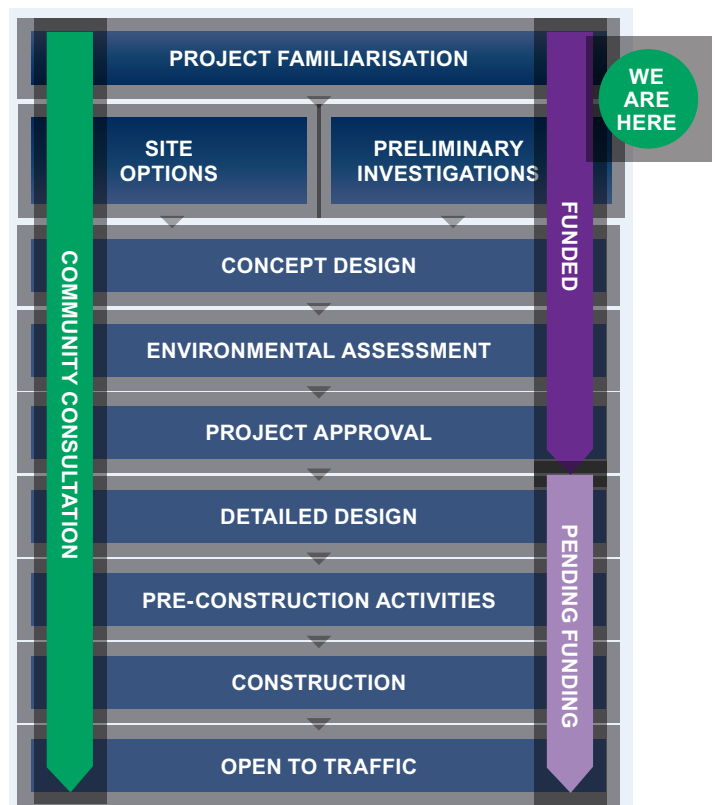 PROJECT FAMILIARISATION
WE
ARE
HERE
SITE
OPTIONS
PRELIMINARY
INVESTIGATIONS
FUNDED
COMMUNITY CONSULTATION
CONCEPT DESIGN
ENVIRONMENTAL ASSESSMENT
PROJECT APPROVAL
DETAILED DESIGN
PENDING FUNDING
PRE-CONSTRUCTION ACTIVITIES
CONSTRUCTION
OPEN TO TRAFFIC